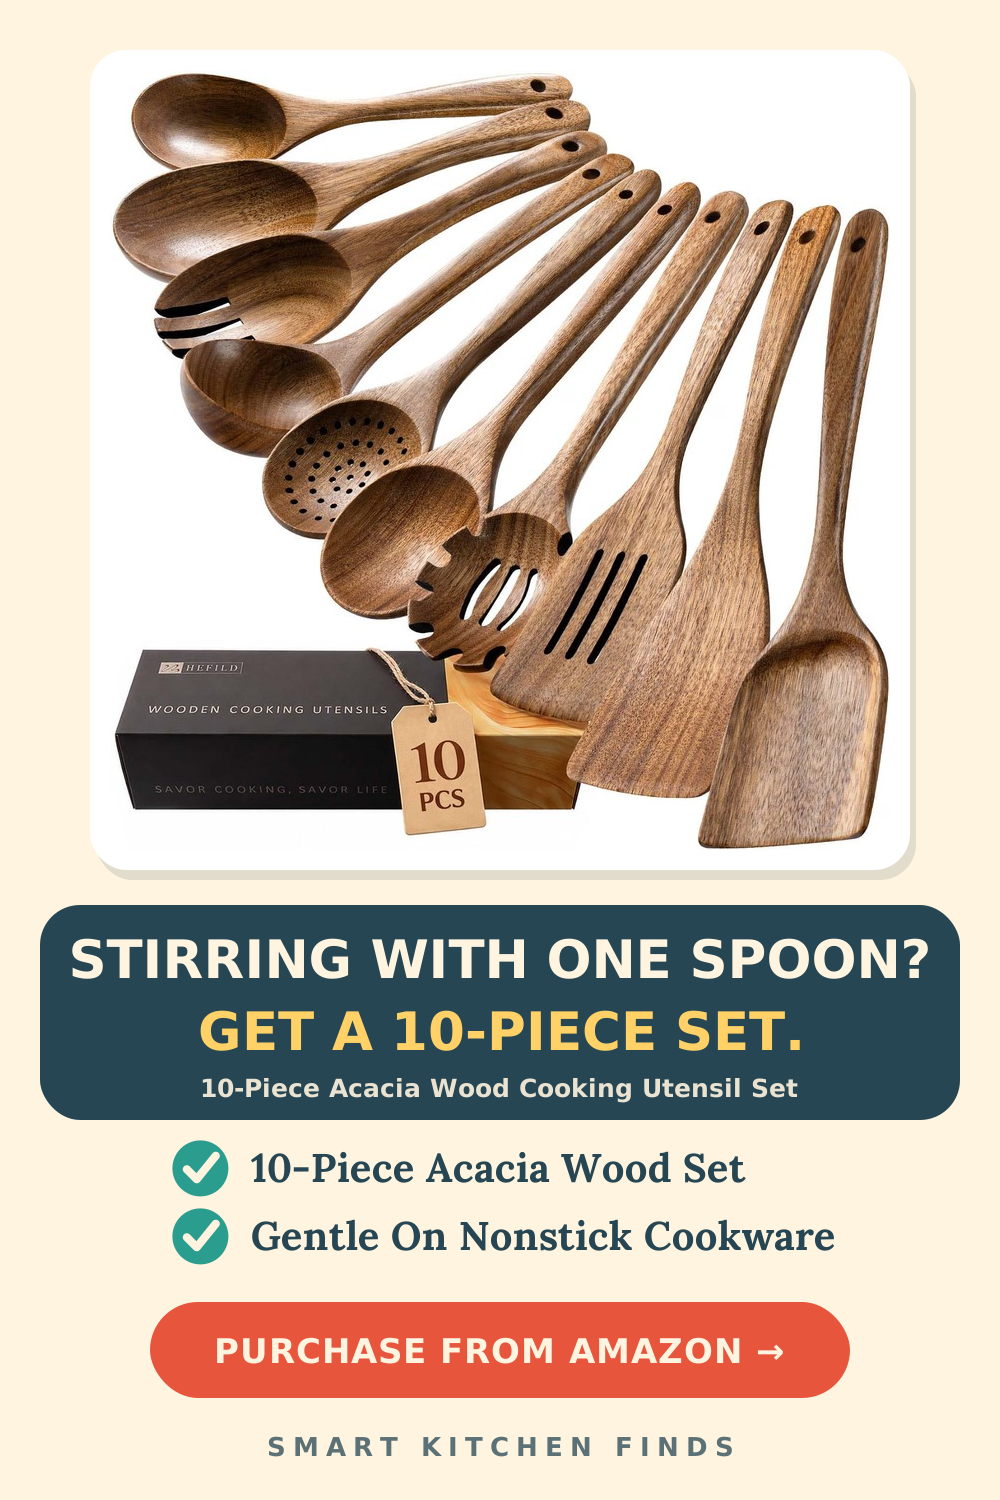 HEFILD
WOODEN COOKING UTENSILS
SAVOR COOKING, SAVOR LIFE
10
PCS
STIRRING WITH ONE SPOON?
GET A 10-PIECE SET.
10-Piece Acacia Wood Cooking Utensil Set
10-Piece Acacia Wood Set
Gentle On Nonstick Cookware
PURCHASE FROM AMAZON →
SMART KITCHEN FINDS